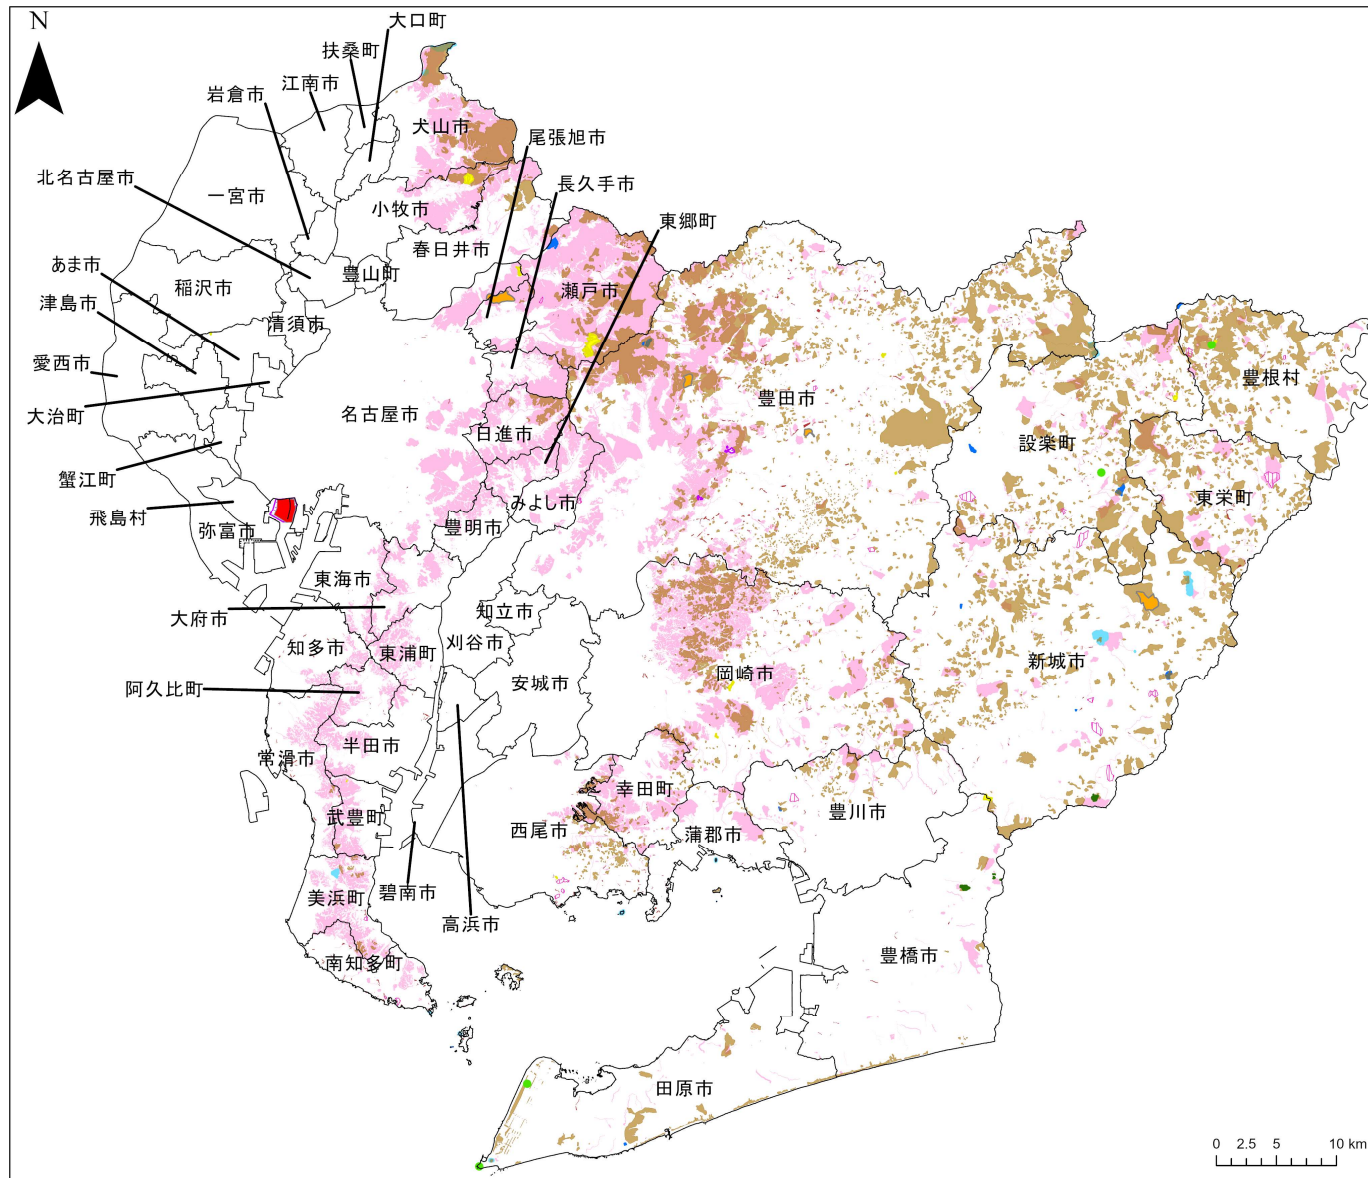 N
大口町
扶桑町
江南市
岩倉市
犬山市
尾張旭市
北名古屋市
長久手市
一宮市
小牧市
東郷町
春日井市
あま市
豊山町
稲沢市
瀬戸市
津島市
清須市
愛西市
豊根村
大治町
名古屋市
豊田市
日進市
設楽町
蟹江町
東栄町
飛島村
みよし市
弥富市
豊明市
東海市
大府市
知立市
知多市
東浦町
刈谷市
新城市
阿久比町
安城市
岡崎市
半田市
常滑市
幸田町
武豊町
西尾市
蒲郡市
豊川市
美浜町
碧南市
高浜市
豊橋市
南知多町
田原市
0 2.5 5 10 km